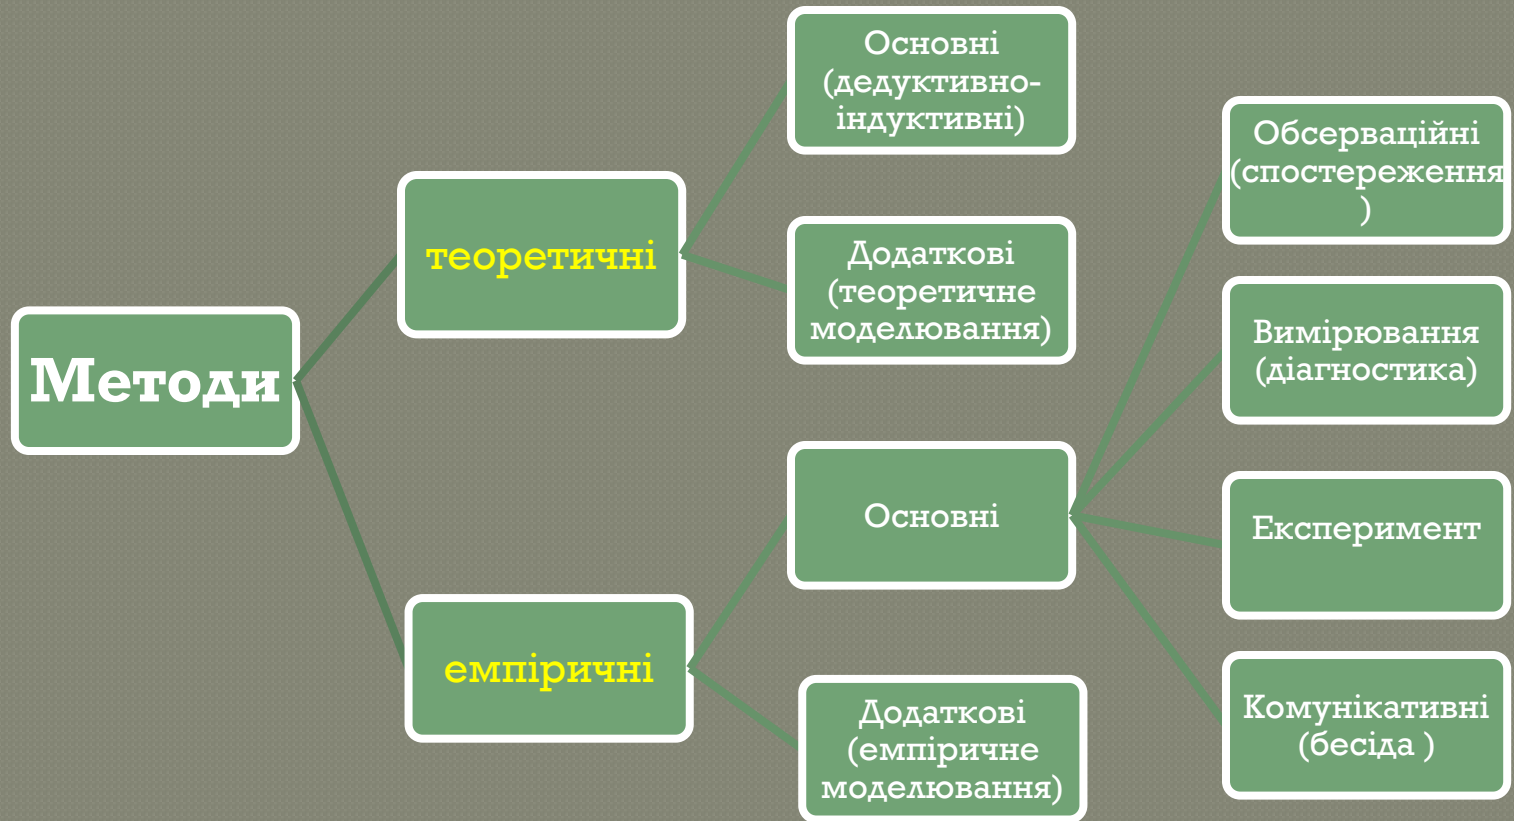 Методи
теоретичні
Основні
(дедуктивно-
індуктивні)
Додаткові
(теоретичне
моделювання)
емпіричні
Основні
Обсерваційні
(спостереження
)
Вимірювання
(діагностика)
Експеримент
Комунікативні
(бесіда )
Додаткові
(емпіричне
моделювання)